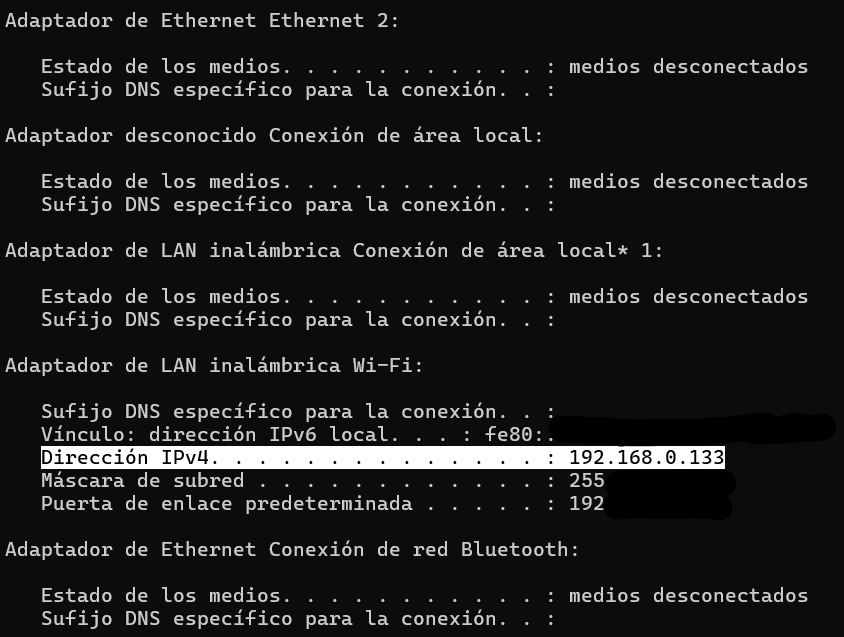 Adaptador de Ethernet Ethernet 2:
Estado de los medios. . . . . . . . . . . : medios desconectados
Sufijo DNS específico para la conexión. . :
Adaptador desconocido Conexión de área local:
Estado de los medios. . . . . . . . . . . : medios desconectados
Sufijo DNS específico para la conexión. . :
Adaptador de LAN inalámbrica Conexión de área local* 1:
Estado de los medios. . . . . . . . . . . : medios desconectados
Sufijo DNS específico para la conexión. . :
Adaptador de LAN inalámbrica Wi-Fi:
Sufijo DNS específico para la conexión. . :
Vínculo: dirección IPv6 local. . . : fe80:
Dirección IPv4. . . . . . . . . . . . . . : 192.168.0.133
Máscara de subred . . . . . . . . . . . . : 255
Puerta de enlace predeterminada . . . . . : 192
Adaptador de Ethernet Conexión de red Bluetooth:
Estado de los medios. . . . . . . . . . . : medios desconectados
Sufijo DNS específico para la conexión. . :